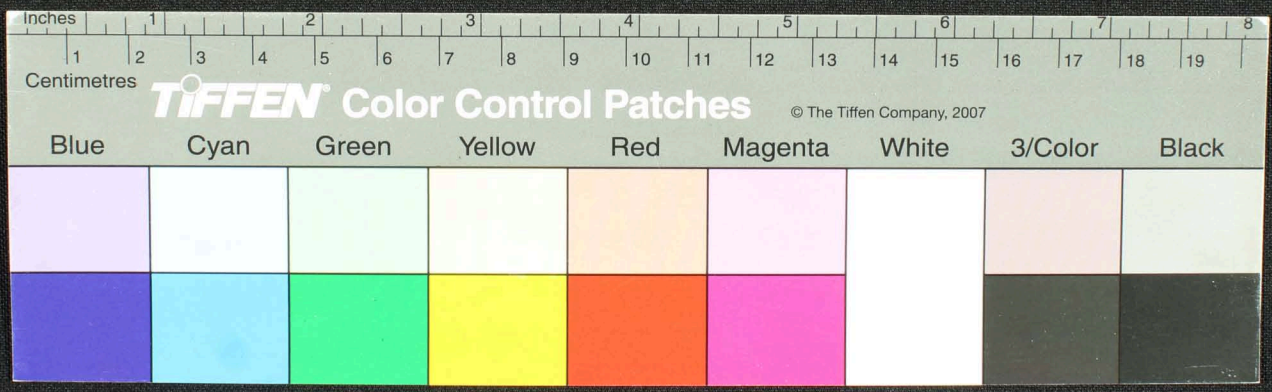 Inches 1 2 3 4 5 6 7 8
1 2 3 4 5 6 7 8 9 10 11 12 13 14 15 16 17 18 19
Centimetres
TIFFEN® Color Control Patches © The Tiffen Company, 2007
Blue Cyan Green Yellow Red Magenta White 3/Color Black